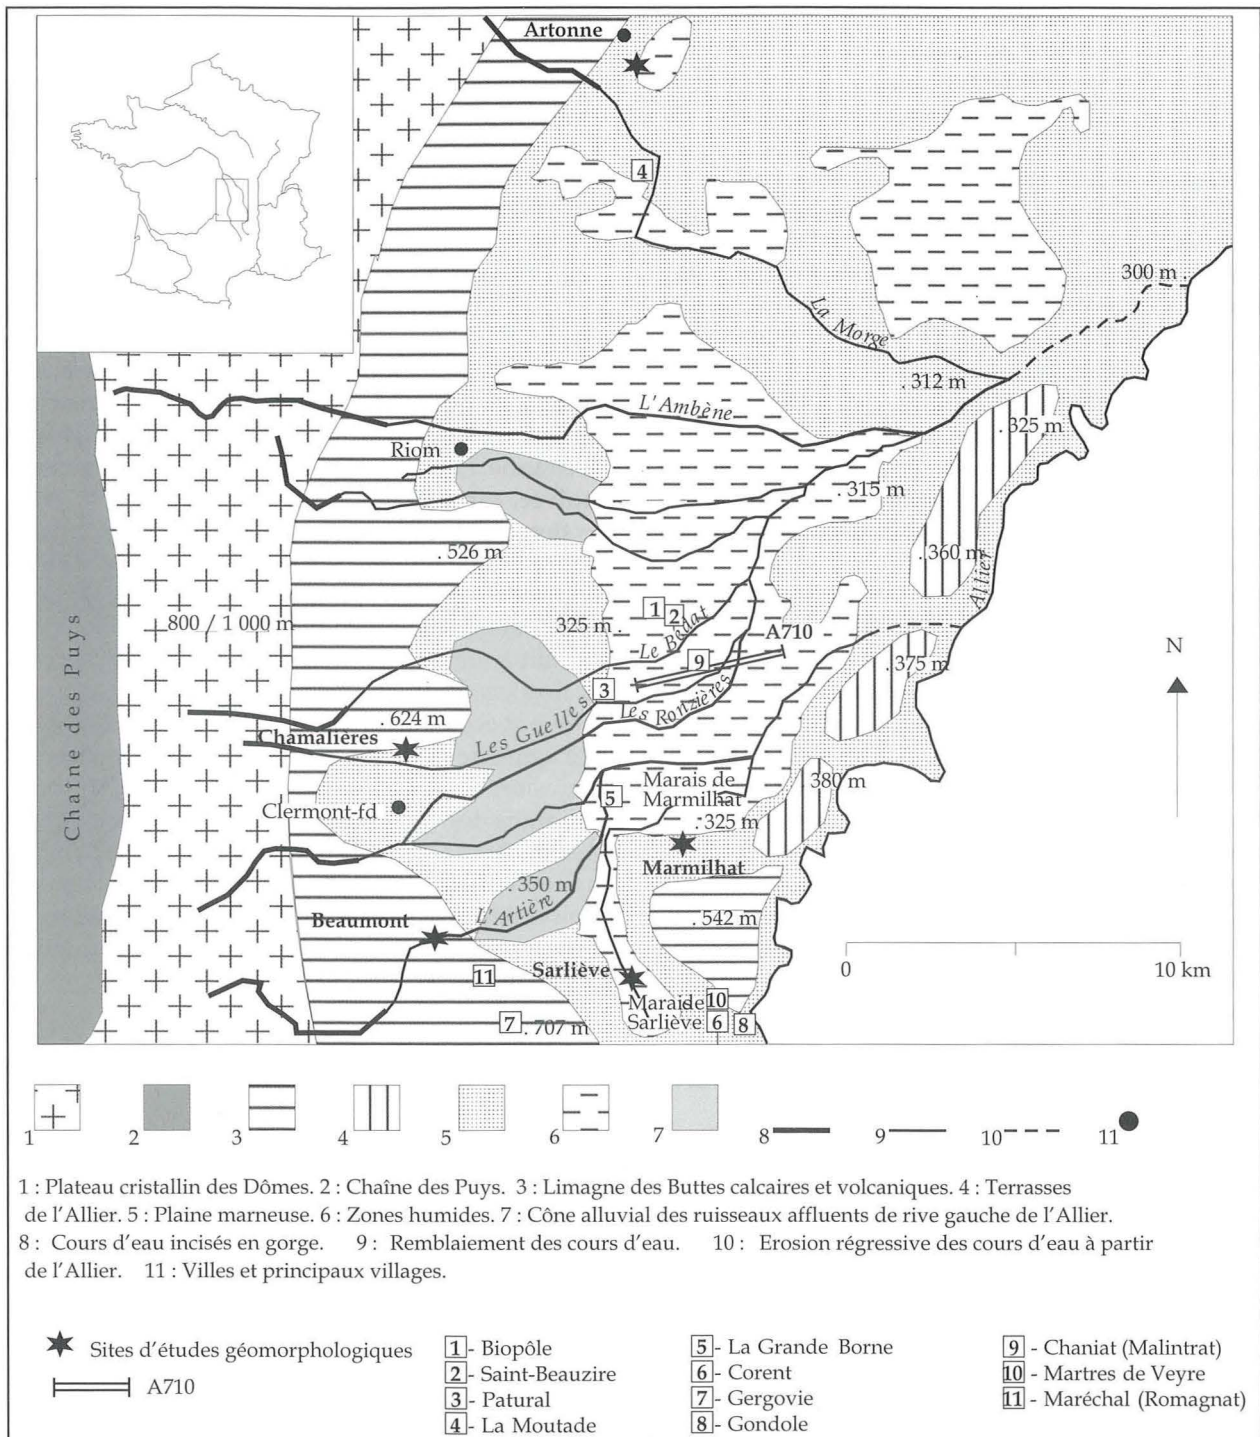 Artonne
4
300 m .
La Morge
. 312 m
L'Ambène
. 325 m
Riom
. 315 m
. 526 m
. 360 m
Allier
Chaîne des Puys
800 / 1 000 m
325 m .
1
2
Le Bédat
A710
N
9
. 375 m
3
Les Ronzières
. 624 m
Les Guelles
Chamalières
Marais de
Marmilhat
. 380 m
5
Clermont-fd
. 325 m
Marmilhat
. 350 m
L'Artière
. 542 m
Beaumont
0
10 km
Sarliève
11
Marai de
Sarliève
10
7
. 707 m
6
8
1
2
3
4
5
6
7
8
9
10
11
1 : Plateau cristallin des Dômes. 2 : Chaîne des Puys. 3 : Limagne des Buttes calcaires et volcaniques. 4 : Terrasses
de l'Allier. 5 : Plaine marneuse. 6 : Zones humides. 7 : Cône alluvial des ruisseaux affluents de rive gauche de l'Allier.
8 : Cours d'eau incisés en gorge. 9 : Remblaiement des cours d'eau. 10 : Erosion régressive des cours d'eau à partir
de l'Allier. 11 : Villes et principaux villages.
Sites d'études géomorphologiques
A710
1 - Biopôle
2 - Saint-Beauzire
3 - Patural
4 - La Moutade
5 - La Grande Borne
6 - Corent
7 - Gergovie
8 - Gondole
9 - Chaniat (Malintrat)
10 - Martres de Veyre
11 - Maréchal (Romagnat)